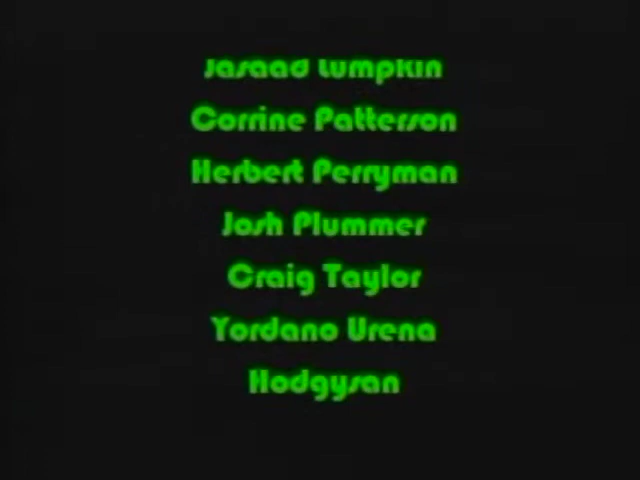 Jasaad Lumpkin
Corrine Patterson
Herbert Perryman
Josh Plummer
Craig Taylor
Yordano Urena
Hodgysan